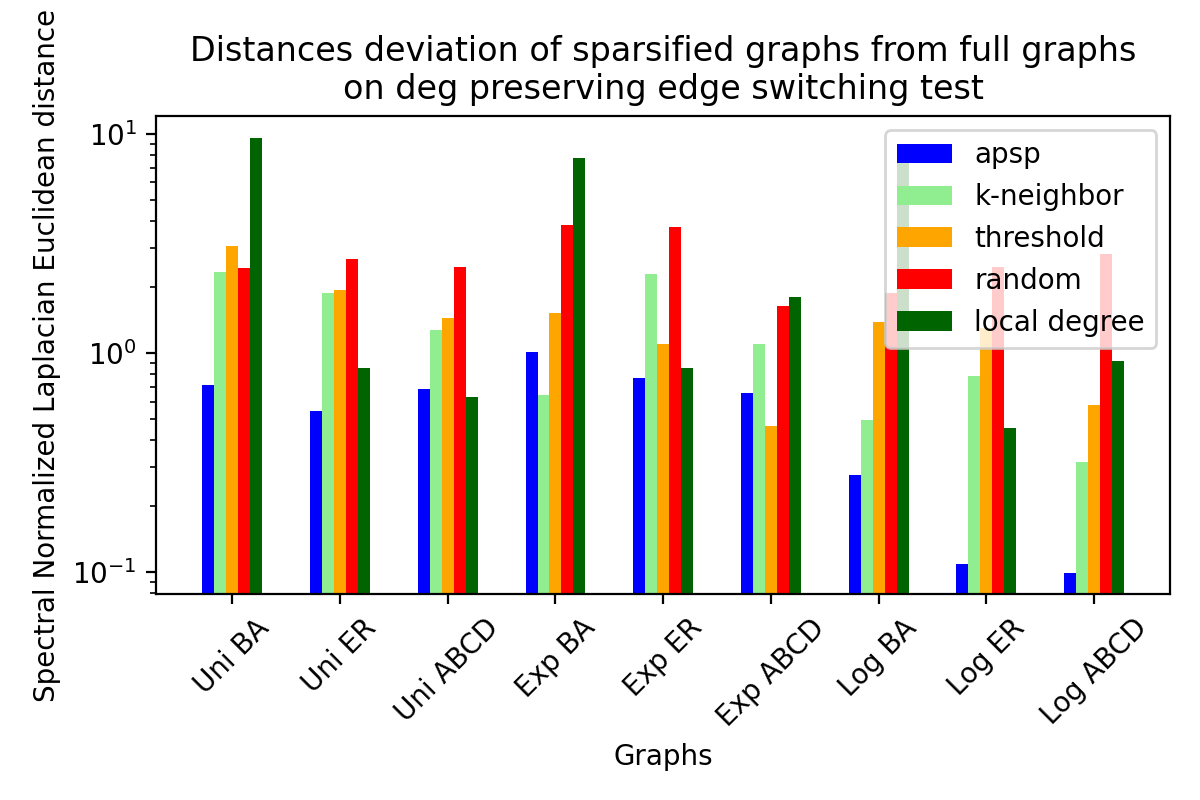 Distances deviation of sparsified graphs from full graphs
on deg preserving edge switching test
Spectral Normalized Laplacian Euclidean distance
10¹
10⁰
10⁻¹
apsp
k-neighbor
threshold
random
local degree
Uni BA
Uni ER
Uni ABCD
Exp BA
Exp ER
Exp ABCD
Log BA
Log ER
Log ABCD
Graphs